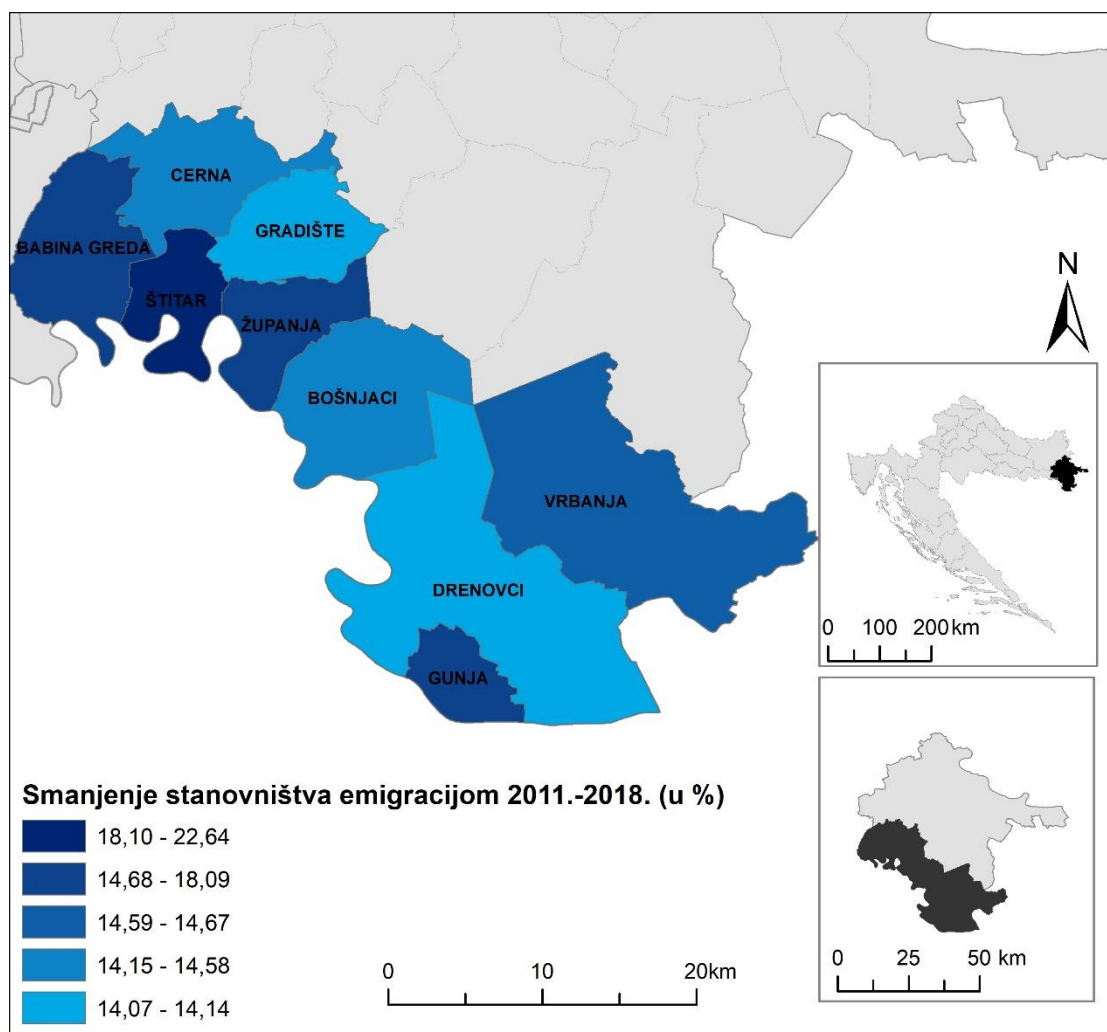 CERNA
GRADIŠTE
BABINA GREDA
ŠTITAR
ŽUPANJA
BOŠNJACI
VRBANJA
DRENOVCI
GUNJA
N
0 100 200 km
0 25 50 km
Smanjenje stanovništva emigracijom 2011.-2018. (u %)
18,10 - 22,64
14,68 - 18,09
14,59 - 14,67
14,15 - 14,58
14,07 - 14,14
0 10 20km